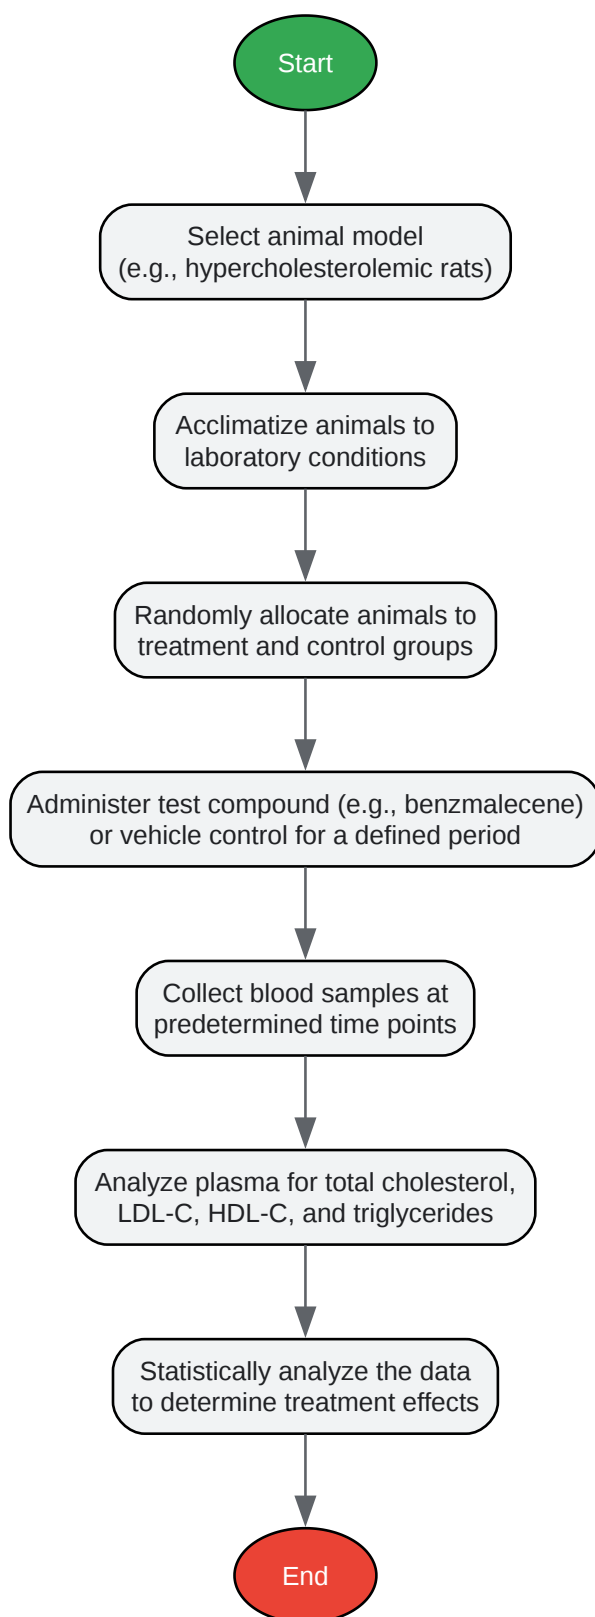 Start
Select animal model
(e.g., hypercholesterolemic rats)
Acclimatize animals to
laboratory conditions
Randomly allocate animals to
treatment and control groups
Administer test compound (e.g., benzmalecene)
or vehicle control for a defined period
Collect blood samples at
predetermined time points
Analyze plasma for total cholesterol,
LDL-C, HDL-C, and triglycerides
Statistically analyze the data
to determine treatment effects
End